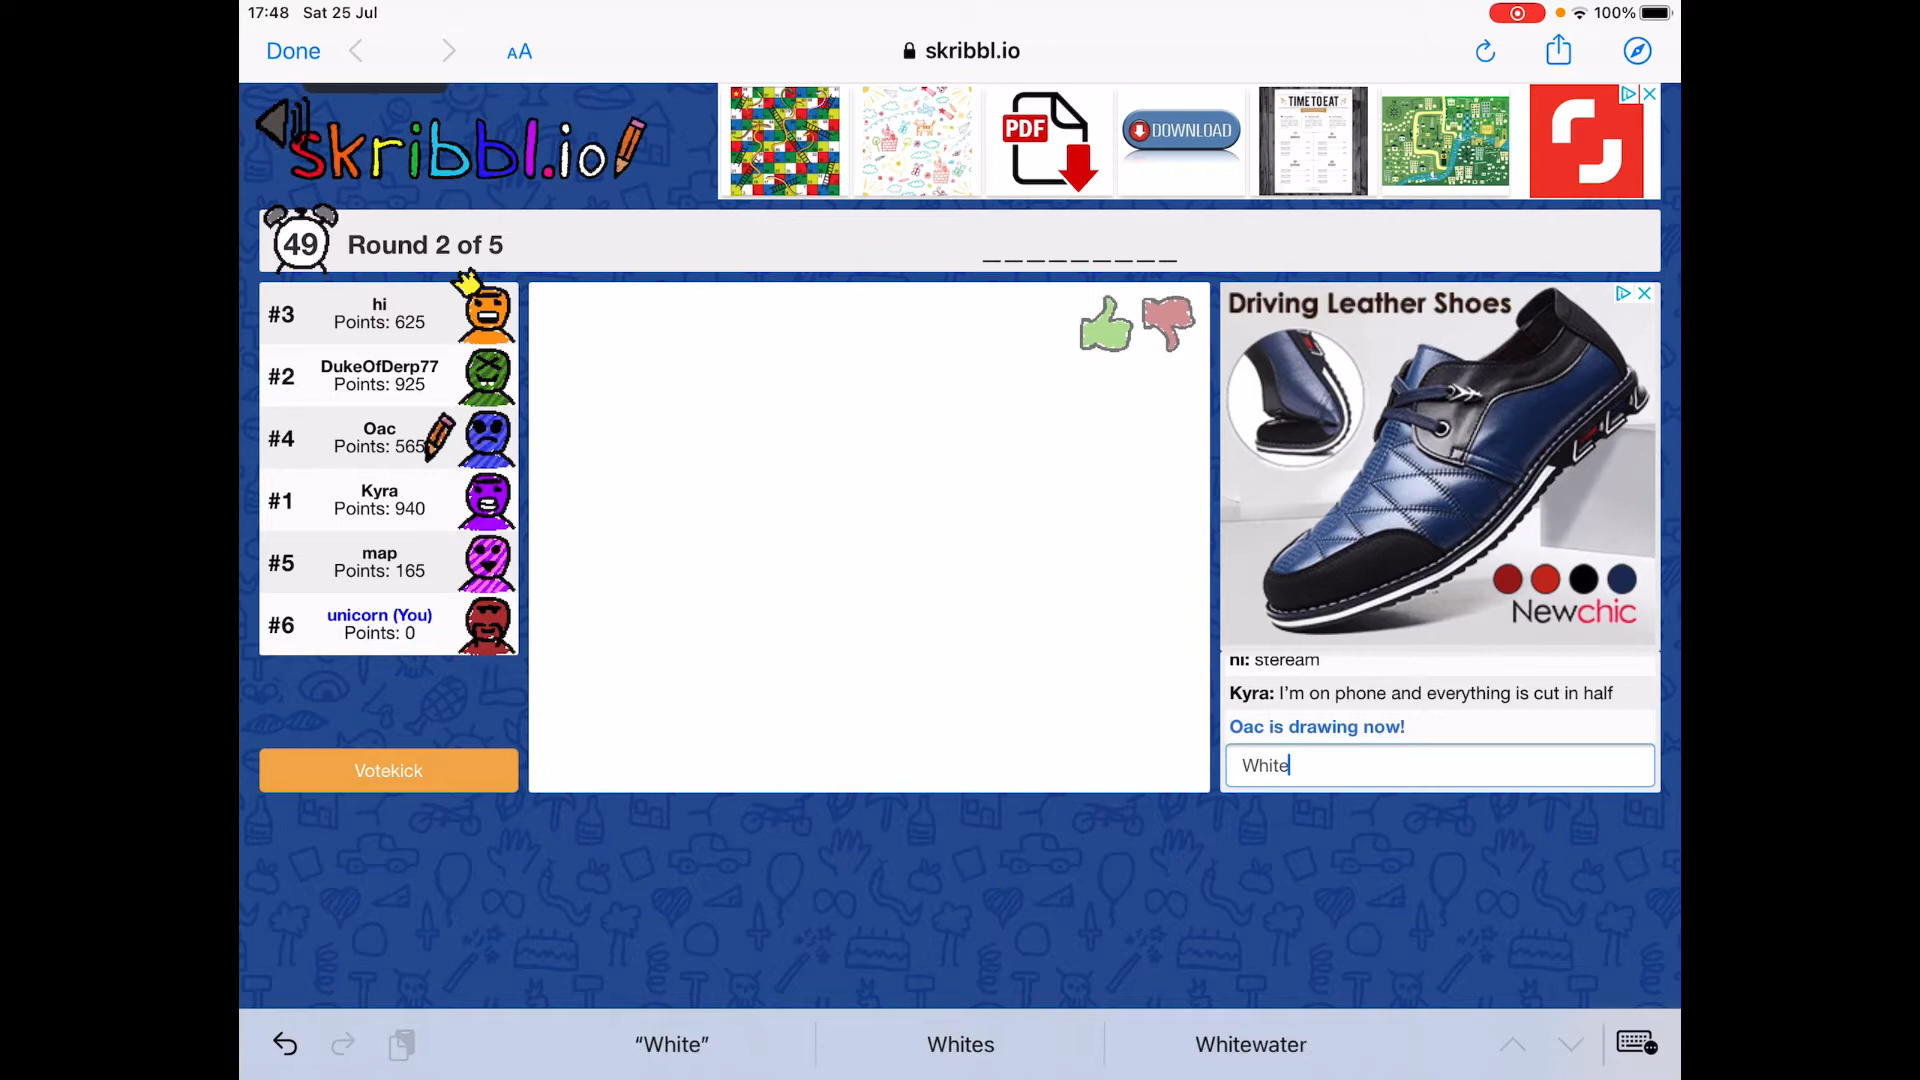 17:48 Sat 25 Jul
100%
Done
AA
skribbl.io
skribbl.io
PDF
DOWNLOAD
TIME TO EAT
49
Round 2 of 5
_________
#3 hi
Points: 625
#2 DukeOfDerp77
Points: 925
#4 Oac
Points: 565
#1 Kyra
Points: 940
#5 map
Points: 165
#6 unicorn (You)
Points: 0
Votekick
Driving Leather Shoes
Newchic
hi: steream
Kyra: I'm on phone and everything is cut in half
Oac is drawing now!
White
“White”
Whites
Whitewater